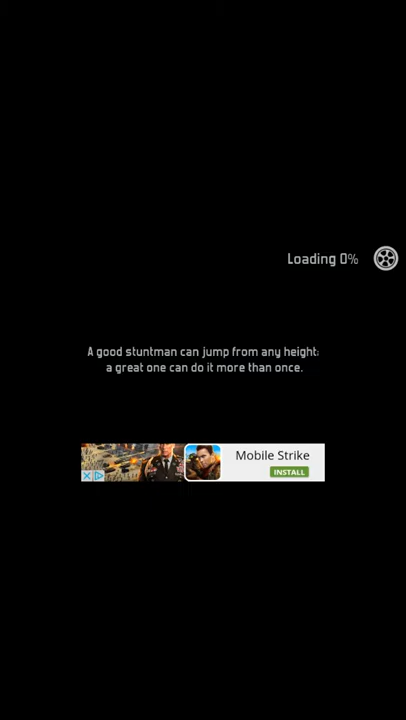 Loading 0%
A good stuntman can jump from any height;
a great one can do it more than once.
Mobile Strike
INSTALL